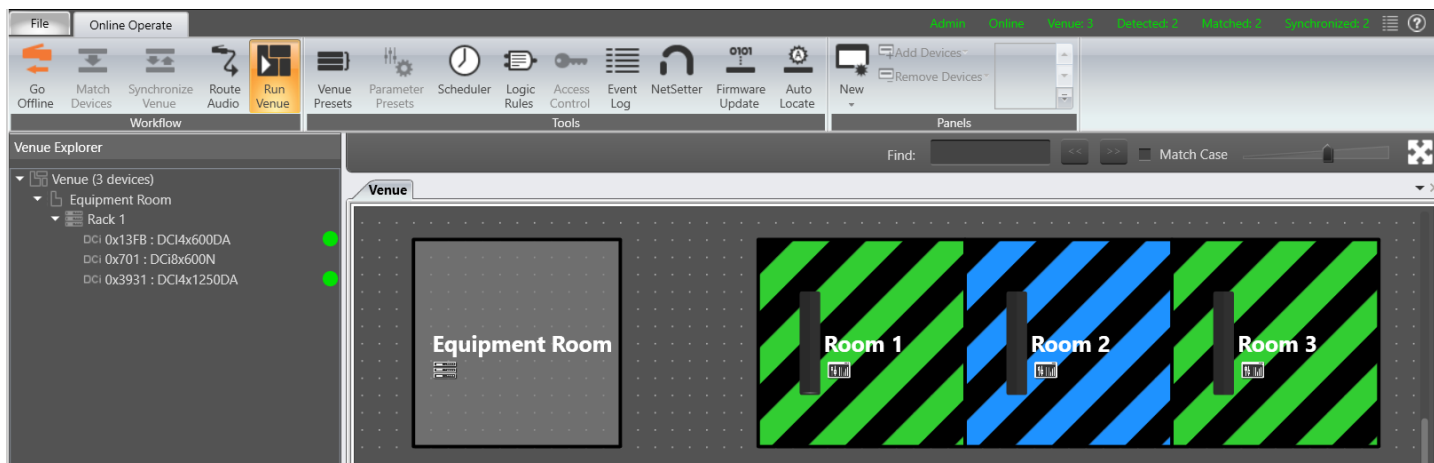 File Online Operate Admin Online Venue: 3 Detected: 2 Matched: 2 Synchronized: 2
Go Offline
Match Devices
Synchronize Venue
Route Audio
Run Venue
Workflow
Venue Presets
Parameter Presets
Scheduler
Logic Rules
Access Control
Event Log
NetSetter
0101
Firmware Update
A
Auto Locate
Tools
New
Add Devices
Remove Devices
Panels
Venue Explorer
Find: << >> Match Case
Venue (3 devices)
Equipment Room
Rack 1
DCi 0x13FB : DCI4x600DA
DCi 0x701 : DCi8x600N
DCi 0x3931 : DCI4x1250DA
Venue
Equipment Room
Room 1
Room 2
Room 3